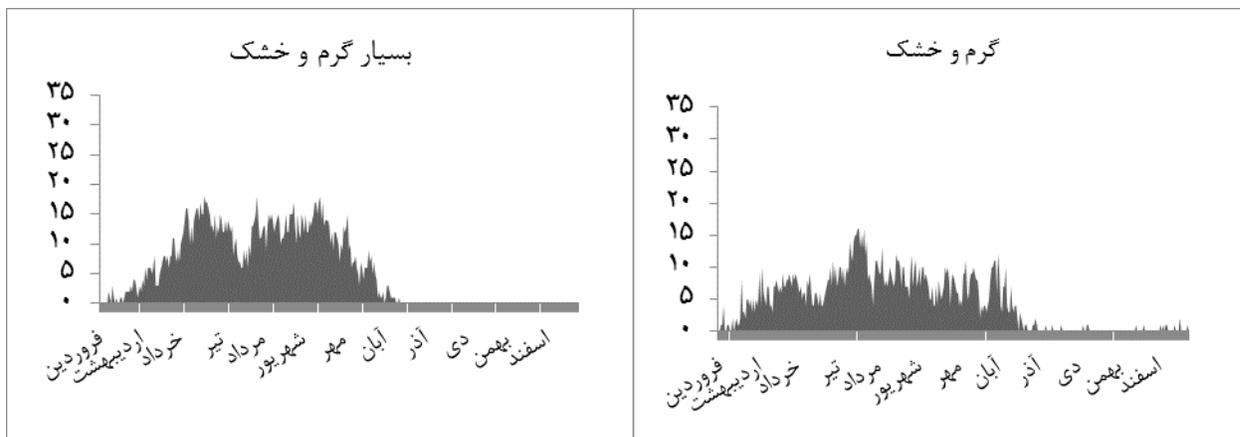 گرم و خشک
۳۵
۳۰
۲۵
۲۰
۱۵
۱۰
۵
۰
فروردین
اردیبهشت
خرداد
تیر
مرداد
شهریور
مهر
آبان
آذر
دی
بهمن
اسفند
بسیار گرم و خشک
۳۵
۳۰
۲۵
۲۰
۱۵
۱۰
۵
۰
فروردین
اردیبهشت
خرداد
تیر
مرداد
شهریور
مهر
آبان
آذر
دی
بهمن
اسفند